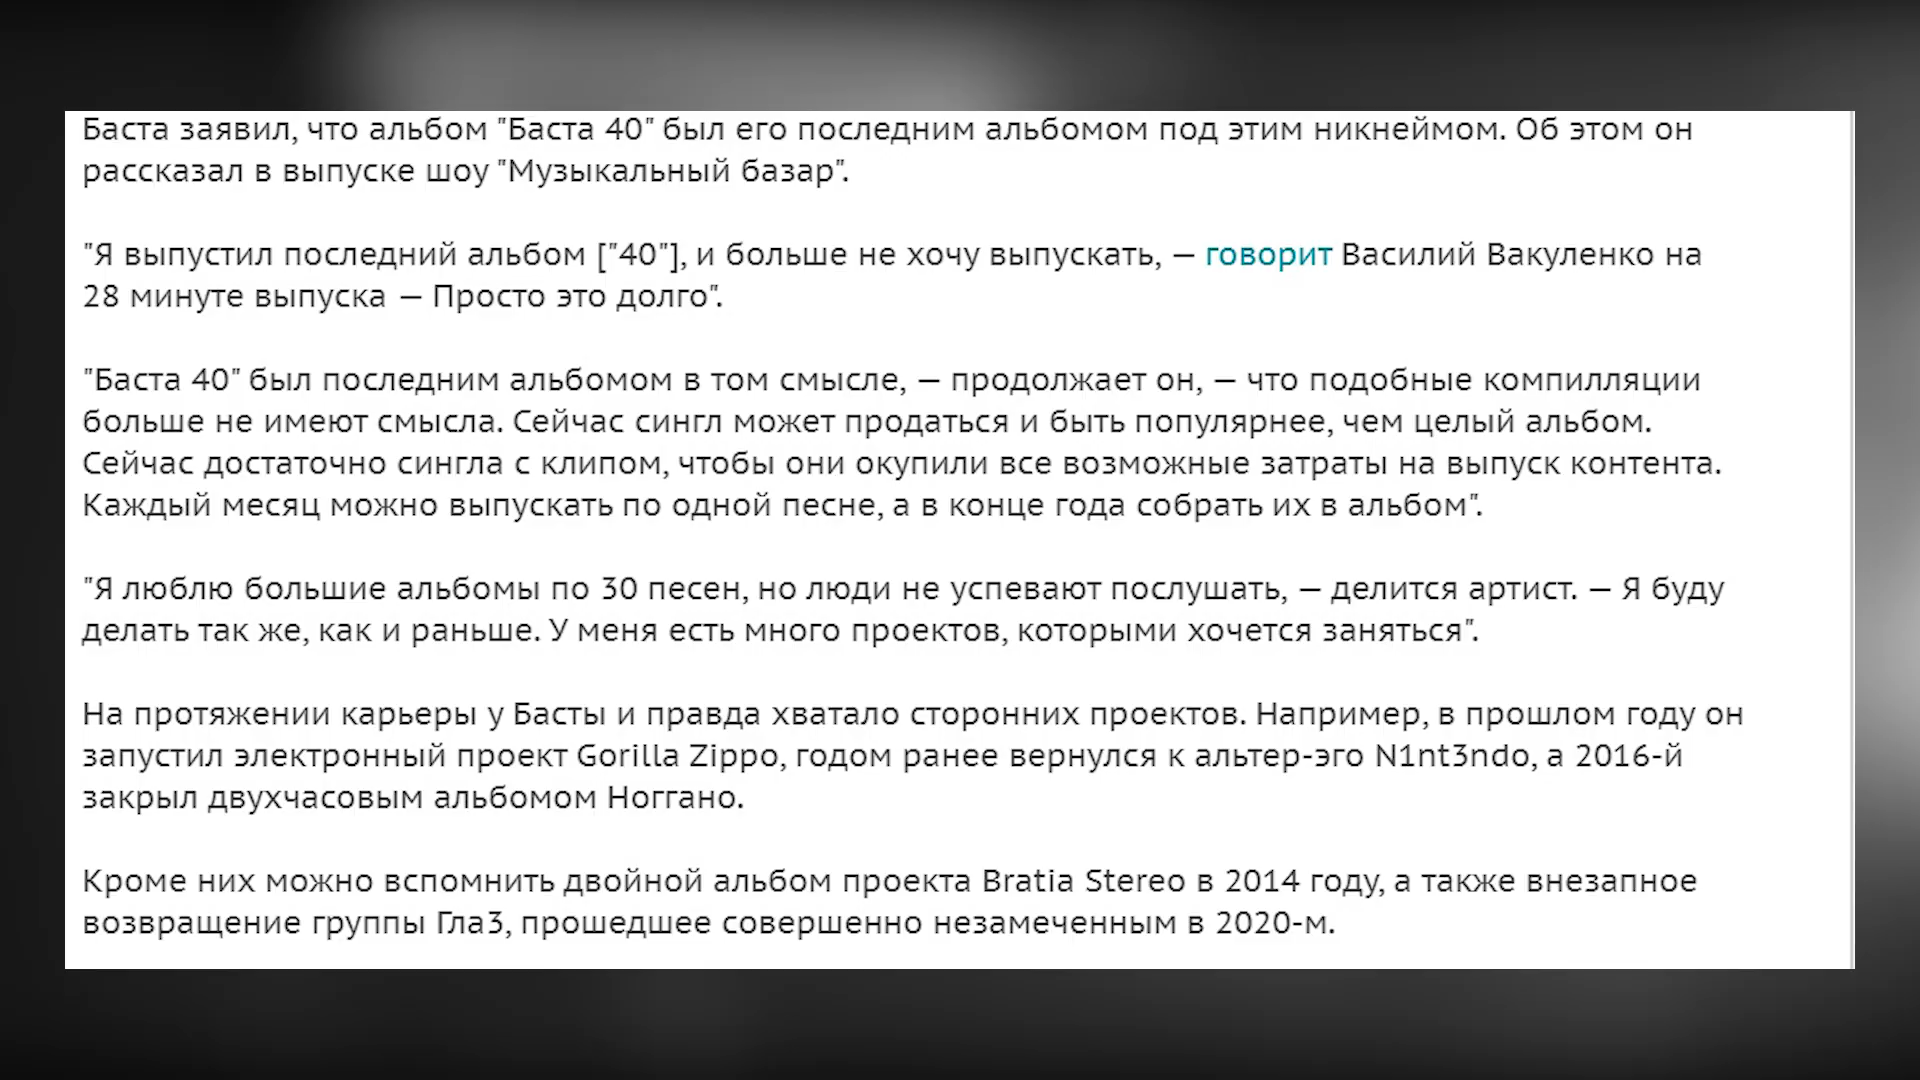 Баста заявил, что альбом "Баста 40" был его последним альбомом под этим никнеймом. Об этом он
рассказал в выпуске шоу "Музыкальный базар".
"Я выпустил последний альбом ["40"], и больше не хочу выпускать, — говорит Василий Вакуленко на
28 минуте выпуска — Просто это долго".
"Баста 40" был последним альбомом в том смысле, — продолжает он, — что подобные компилляции
больше не имеют смысла. Сейчас сингл может продаться и быть популярнее, чем целый альбом.
Сейчас достаточно сингла с клипом, чтобы они окупили все возможные затраты на выпуск контента.
Каждый месяц можно выпускать по одной песне, а в конце года собрать их в альбом".
"Я люблю большие альбомы по 30 песен, но люди не успевают послушать, — делится артист. — Я буду
делать так же, как и раньше. У меня есть много проектов, которыми хочется заняться".
На протяжении карьеры у Басты и правда хватало сторонних проектов. Например, в прошлом году он
запустил электронный проект Gorilla Zippo, годом ранее вернулся к альтер-эго N1nt3ndo, а 2016-й
закрыл двухчасовым альбомом Ноггано.
Кроме них можно вспомнить двойной альбом проекта Bratia Stereo в 2014 году, а также внезапное
возвращение группы Гла3, прошедшее совершенно незамеченным в 2020-м.